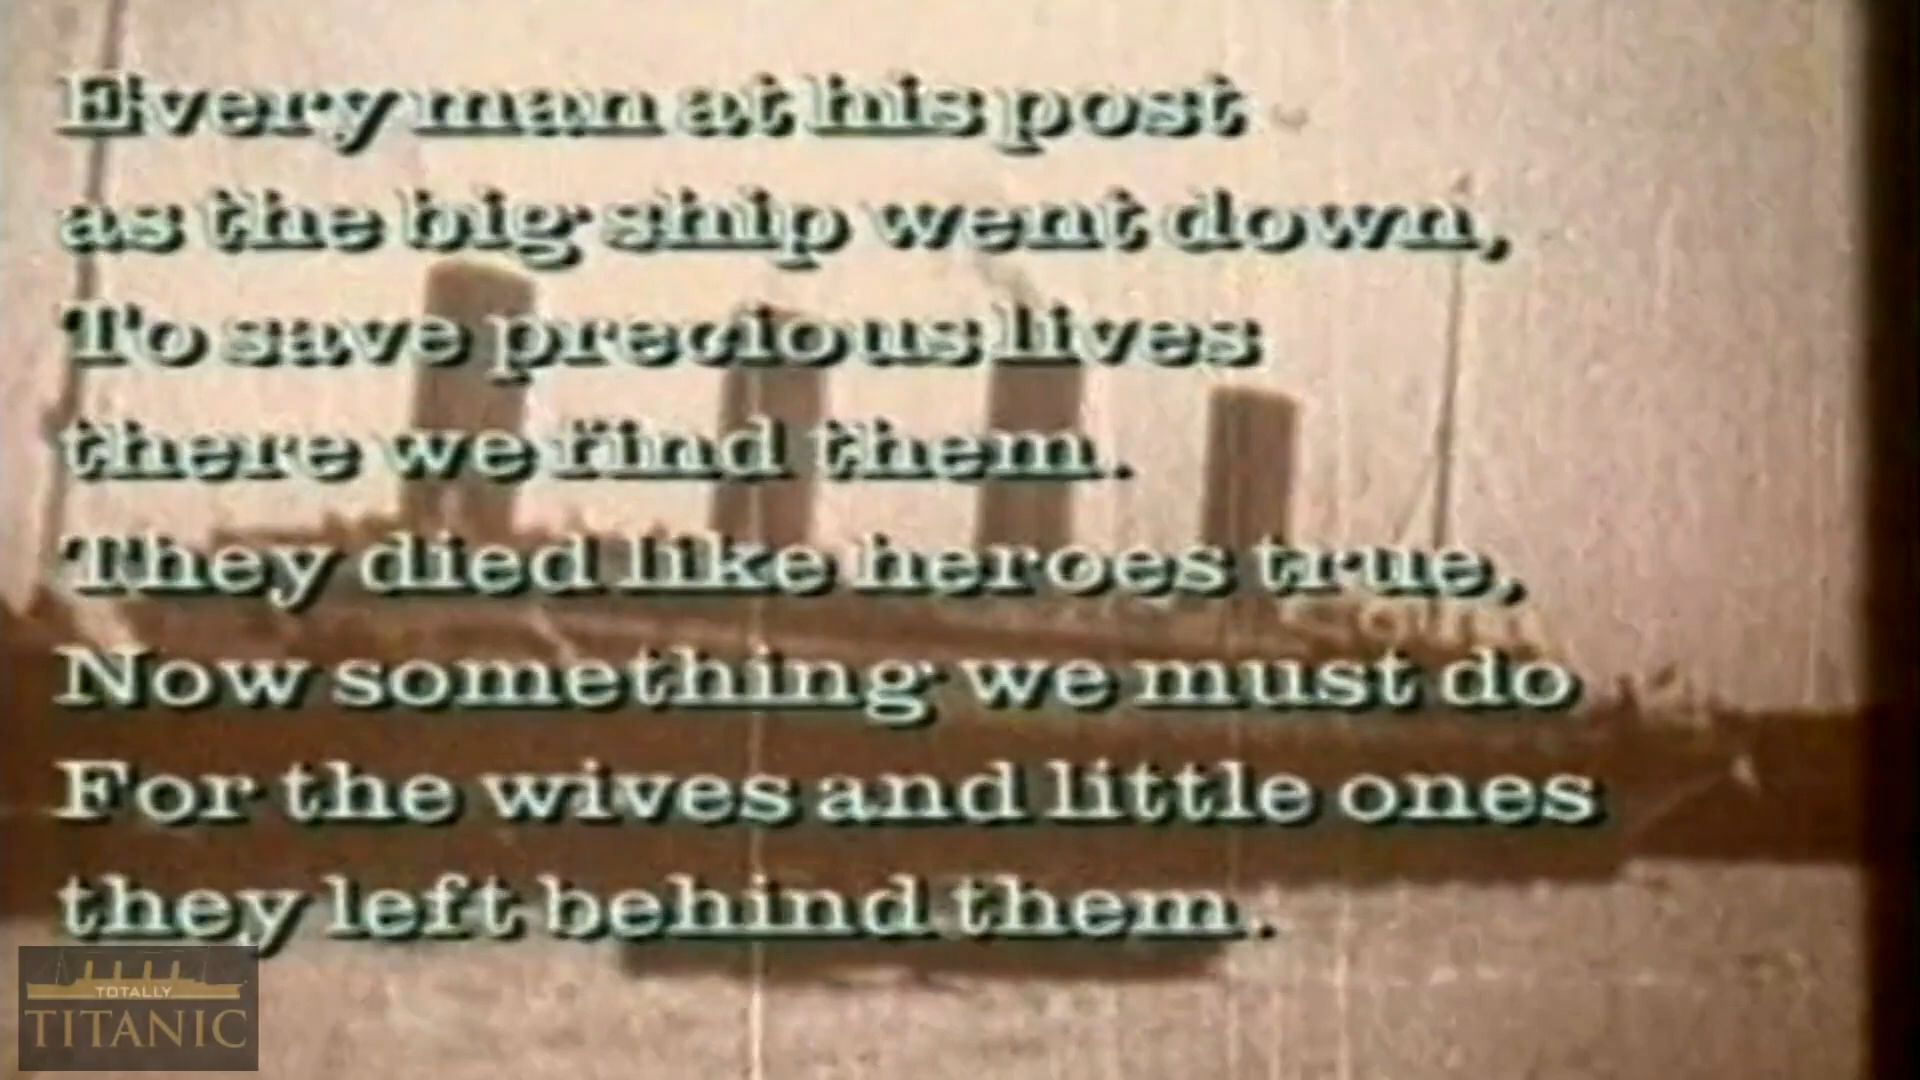 Every man at his post
as the big ship went down,
To save precious lives
there we find them.
They died like heroes true,
Now something we must do
For the wives and little ones
they left behind them.
TOTALLY
TITANIC